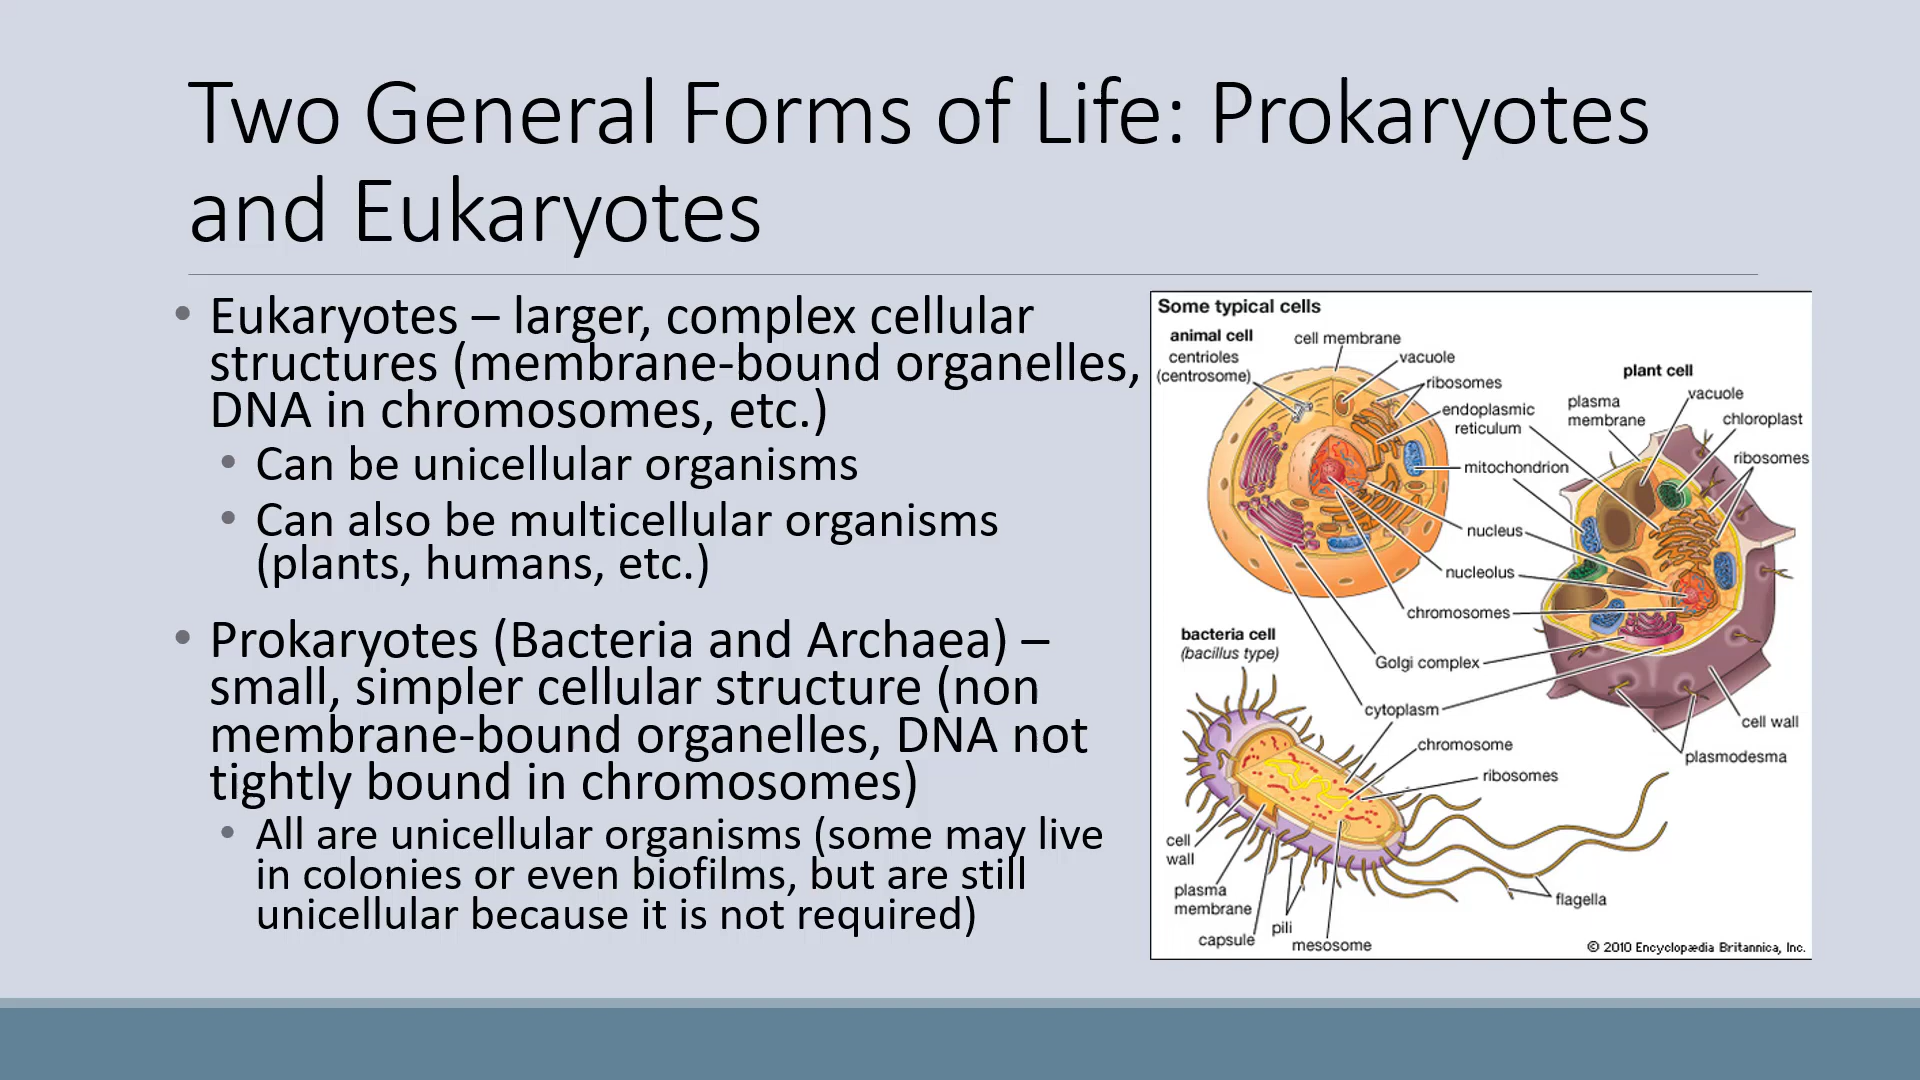 Two General Forms of Life: Prokaryotes
and Eukaryotes
• Eukaryotes – larger, complex cellular
structures (membrane-bound organelles,
DNA in chromosomes, etc.)
• Can be unicellular organisms
• Can also be multicellular organisms
(plants, humans, etc.)
• Prokaryotes (Bacteria and Archaea) –
small, simpler cellular structure (non
membrane-bound organelles, DNA not
tightly bound in chromosomes)
• All are unicellular organisms (some may live
in colonies or even biofilms, but are still
unicellular because it is not required)
Some typical cells
animal cell
centrioles
(centrosome)
cell membrane
vacuole
ribosomes
endoplasmic
reticulum
mitochondrion
nucleus
nucleolus
chromosomes
Golgi complex
cytoplasm
plant cell
plasma
membrane
vacuole
chloroplast
ribosomes
cell wall
plasmodesma
bacteria cell
(bacillus type)
chromosome
ribosomes
cell
wall
plasma
membrane
capsule
pili
mesosome
flagella
© 2010 Encyclopædia Britannica, Inc.